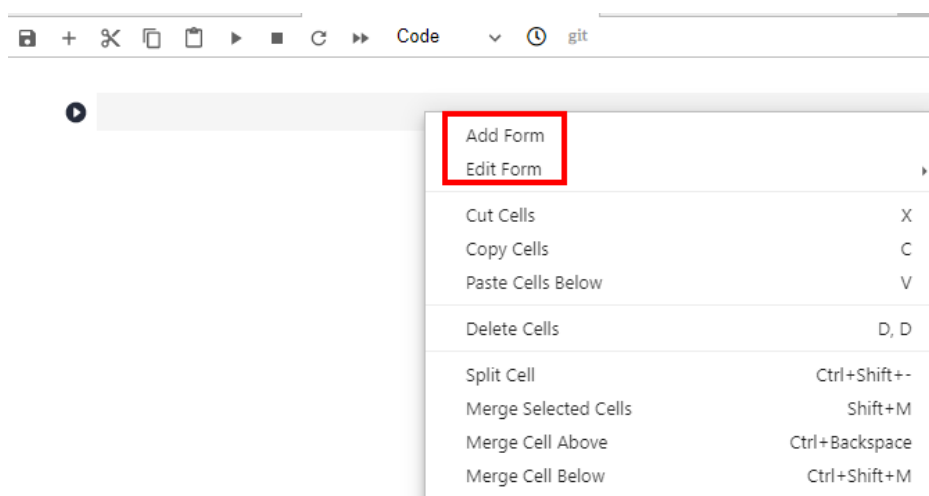 Code git
Add Form
Edit Form
Cut Cells X
Copy Cells C
Paste Cells Below V
Delete Cells D, D
Split Cell Ctrl+Shift+-
Merge Selected Cells Shift+M
Merge Cell Above Ctrl+Backspace
Merge Cell Below Ctrl+Shift+M